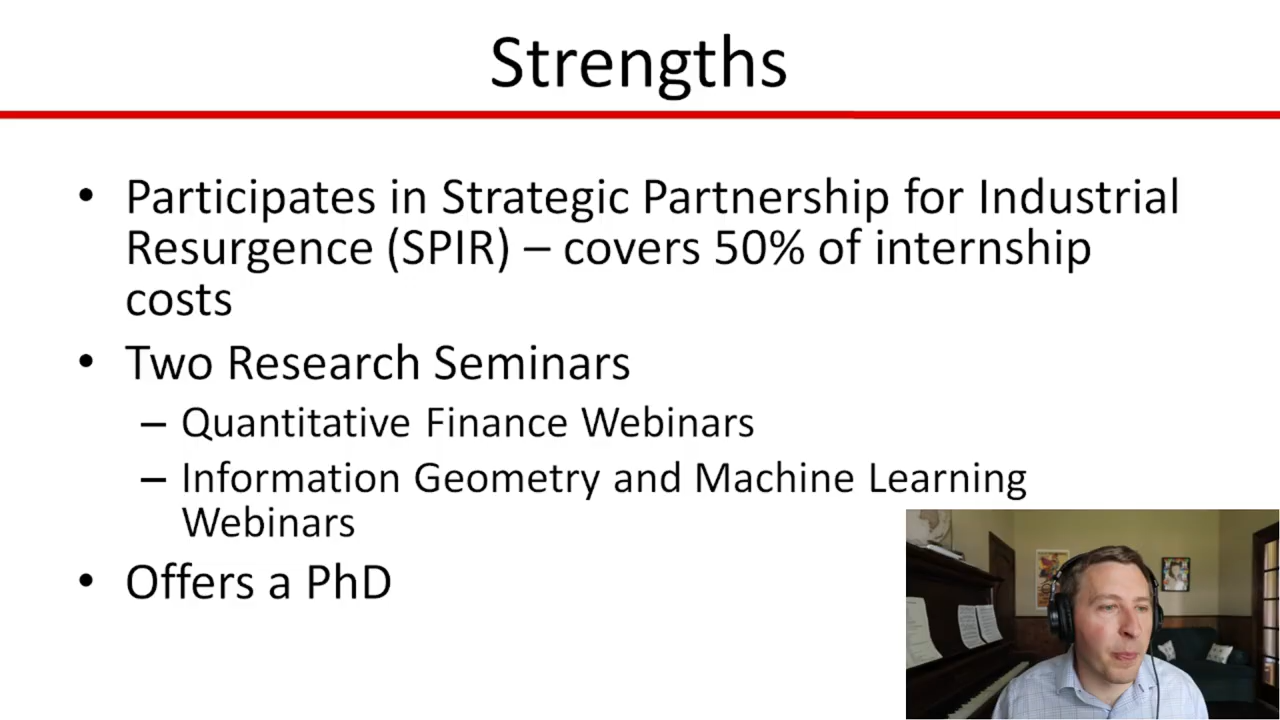 Strengths
• Participates in Strategic Partnership for Industrial
Resurgence (SPIR) – covers 50% of internship
costs
• Two Research Seminars
– Quantitative Finance Webinars
– Information Geometry and Machine Learning
Webinars
• Offers a PhD